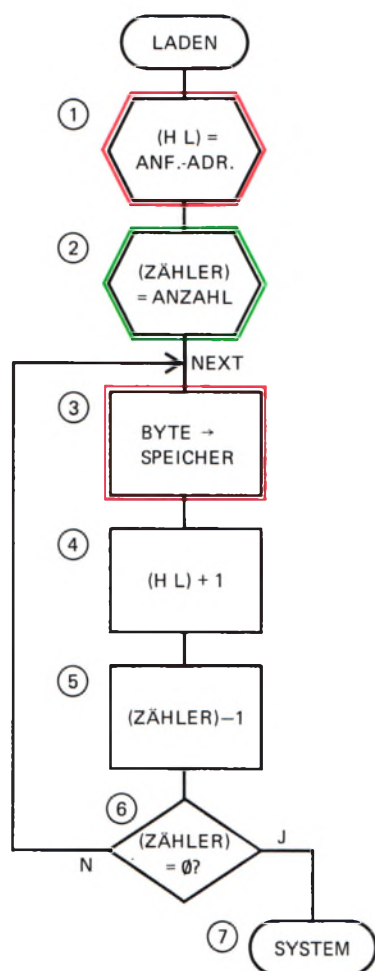 LADEN
1
(H L) =
ANF.-ADR.
2
(ZÄHLER)
= ANZAHL
NEXT
3
BYTE →
SPEICHER
4
(H L) + 1
5
(ZÄHLER)–1
6
(ZÄHLER)
= Ø?
N
J
7
SYSTEM